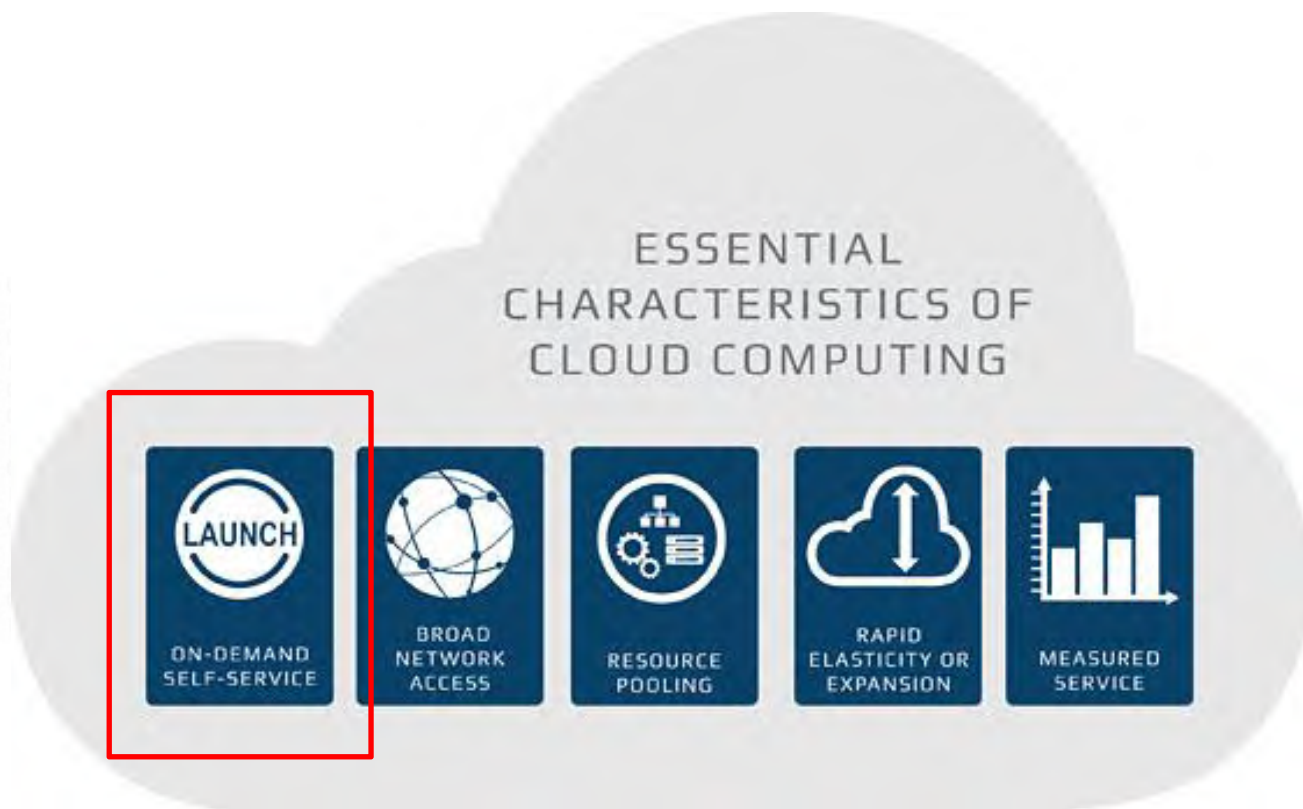 ESSENTIAL
CHARACTERISTICS OF
CLOUD COMPUTING
LAUNCH
ON-DEMAND
SELF-SERVICE
BROAD
NETWORK
ACCESS
RESOURCE
POOLING
RAPID
ELASTICITY OR
EXPANSION
MEASURED
SERVICE